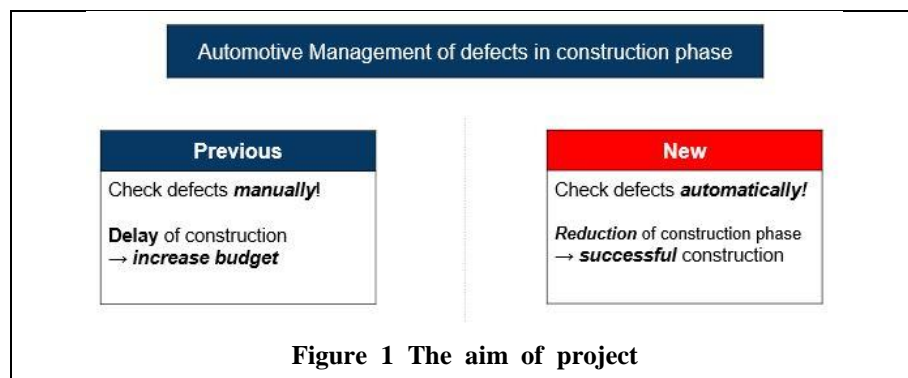 Automotive Management of defects in construction phase
Previous
Check defects manually!
Delay of construction
→ increase budget
New
Check defects automatically!
Reduction of construction phase
→ successful construction
Figure 1 The aim of project